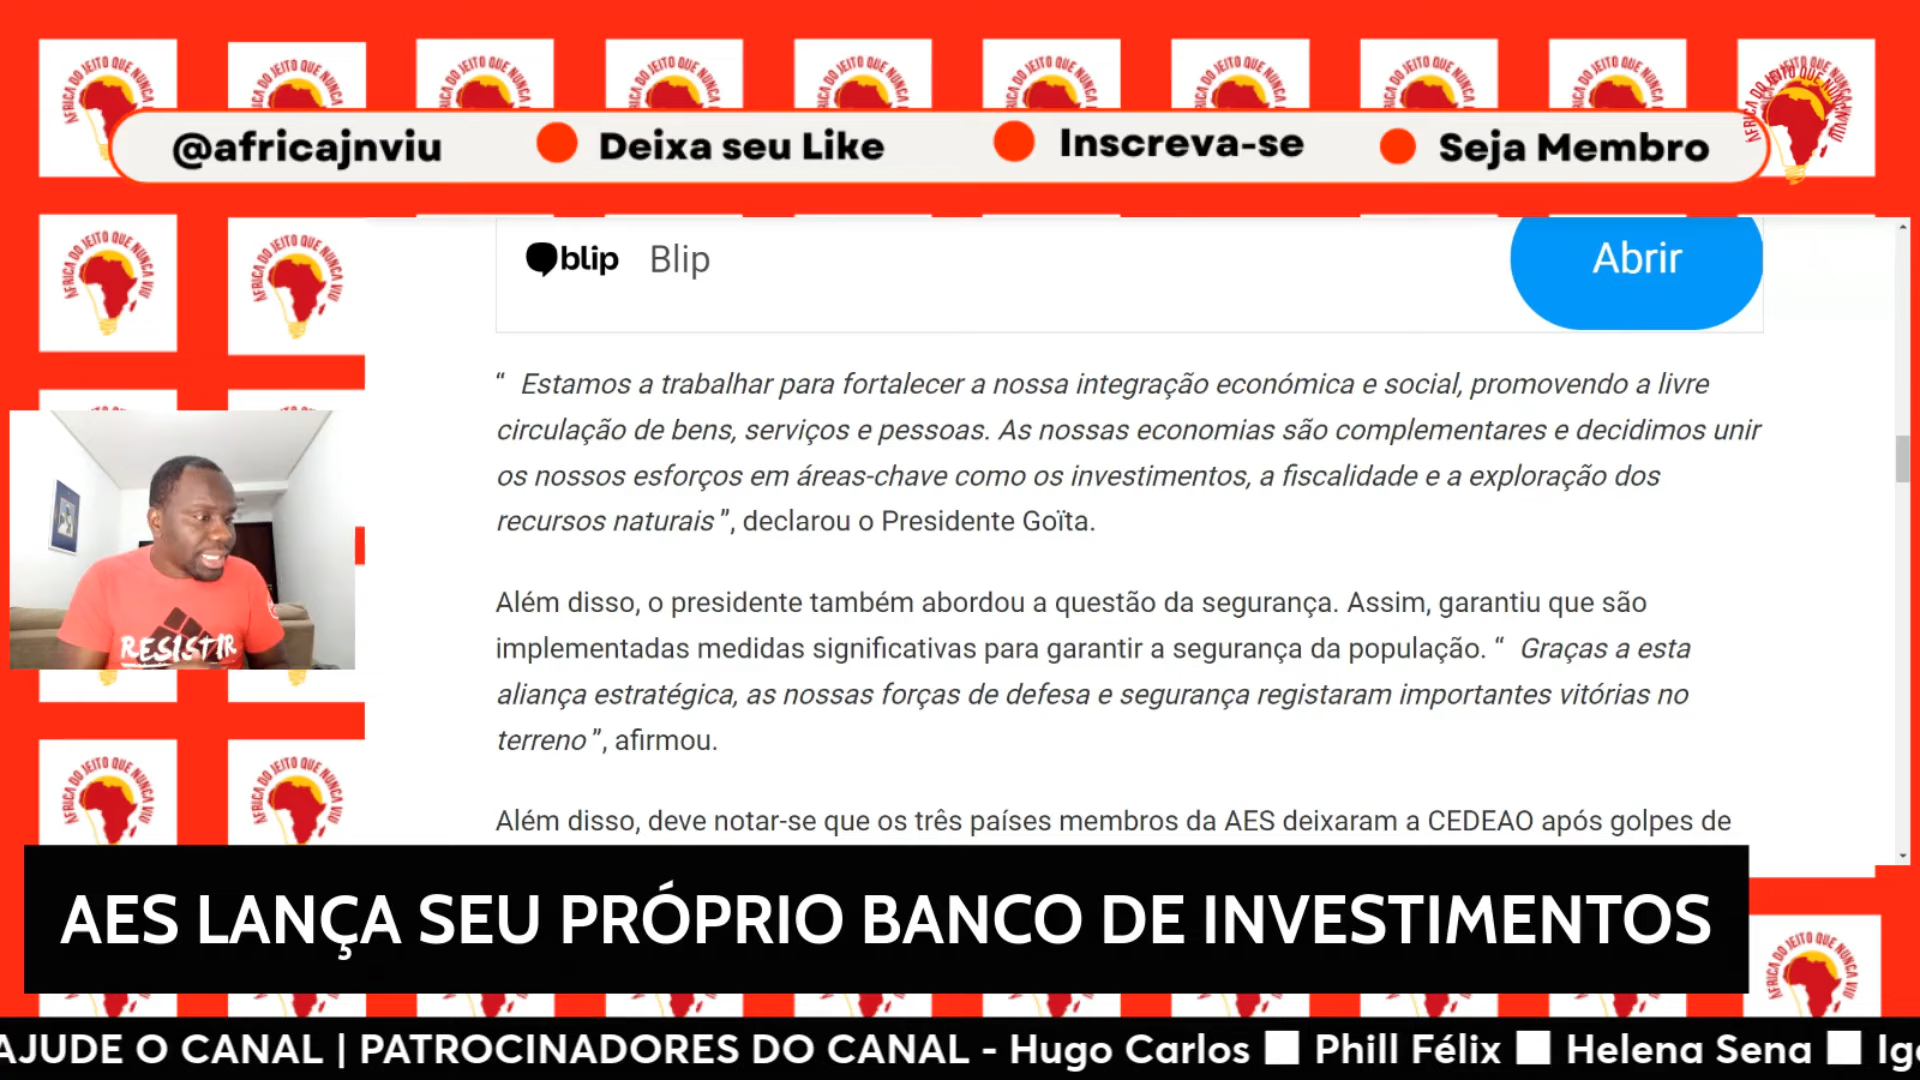 ÁFRICA DO JEITO QUE NUNCA VIU
@africajnviu
Deixa seu Like
Inscreva-se
Seja Membro
blip
Blip
Abrir
“ Estamos a trabalhar para fortalecer a nossa integração económica e social, promovendo a livre
circulação de bens, serviços e pessoas. As nossas economias são complementares e decidimos unir
os nossos esforços em áreas-chave como os investimentos, a fiscalidade e a exploração dos
recursos naturais ”, declarou o Presidente Goïta.
Além disso, o presidente também abordou a questão da segurança. Assim, garantiu que são
implementadas medidas significativas para garantir a segurança da população. “ Graças a esta
aliança estratégica, as nossas forças de defesa e segurança registaram importantes vitórias no
terreno ”, afirmou.
Além disso, deve notar-se que os três países membros da AES deixaram a CEDEAO após golpes de
RESISTIR
AES LANÇA SEU PRÓPRIO BANCO DE INVESTIMENTOS
AJUDE O CANAL | PATROCINADORES DO CANAL - Hugo Carlos Phill Félix Helena Sena